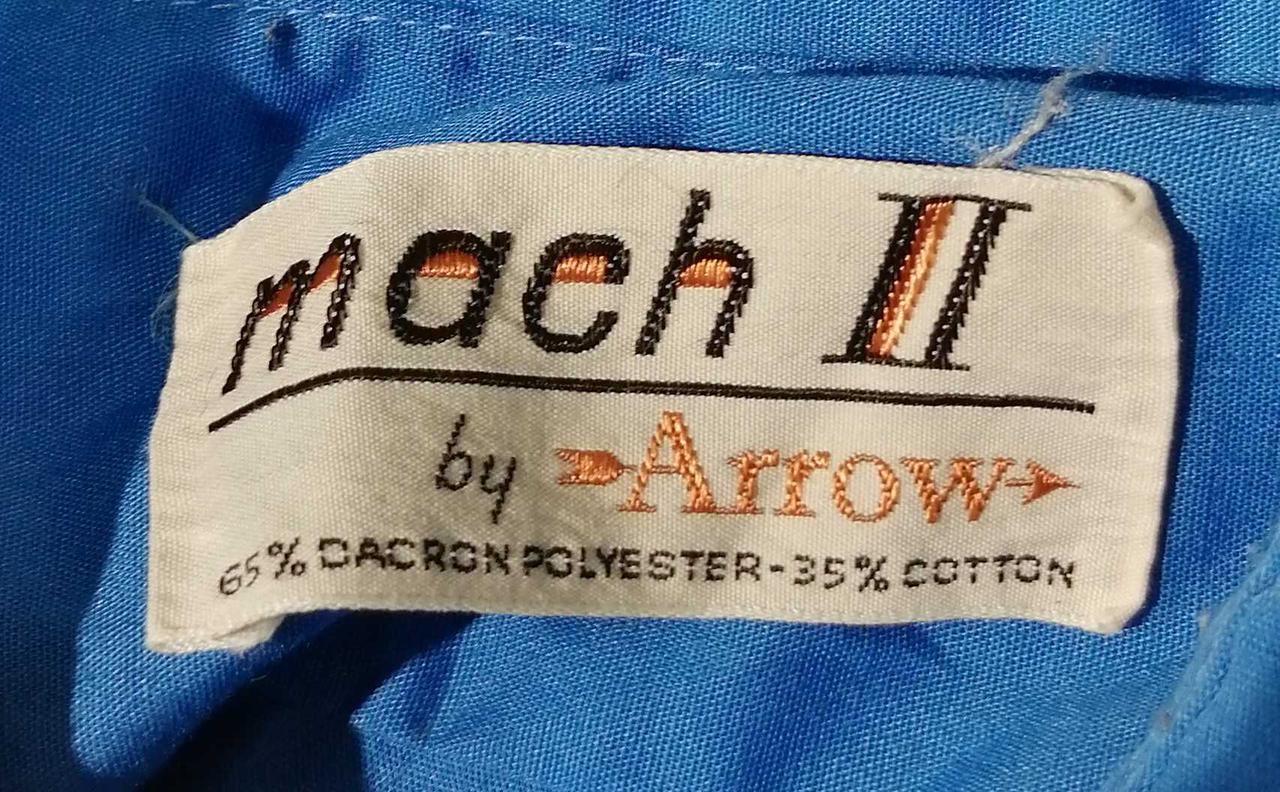 mach II
by Arrow
65% DACRON POLYESTER-35% COTTON